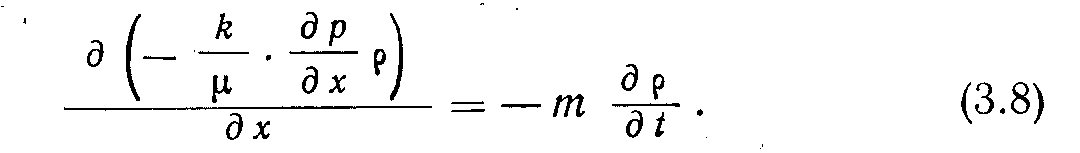 ∂ (− k/μ · ∂p/∂x ρ) / ∂x = − m ∂ρ/∂t . (3.8)